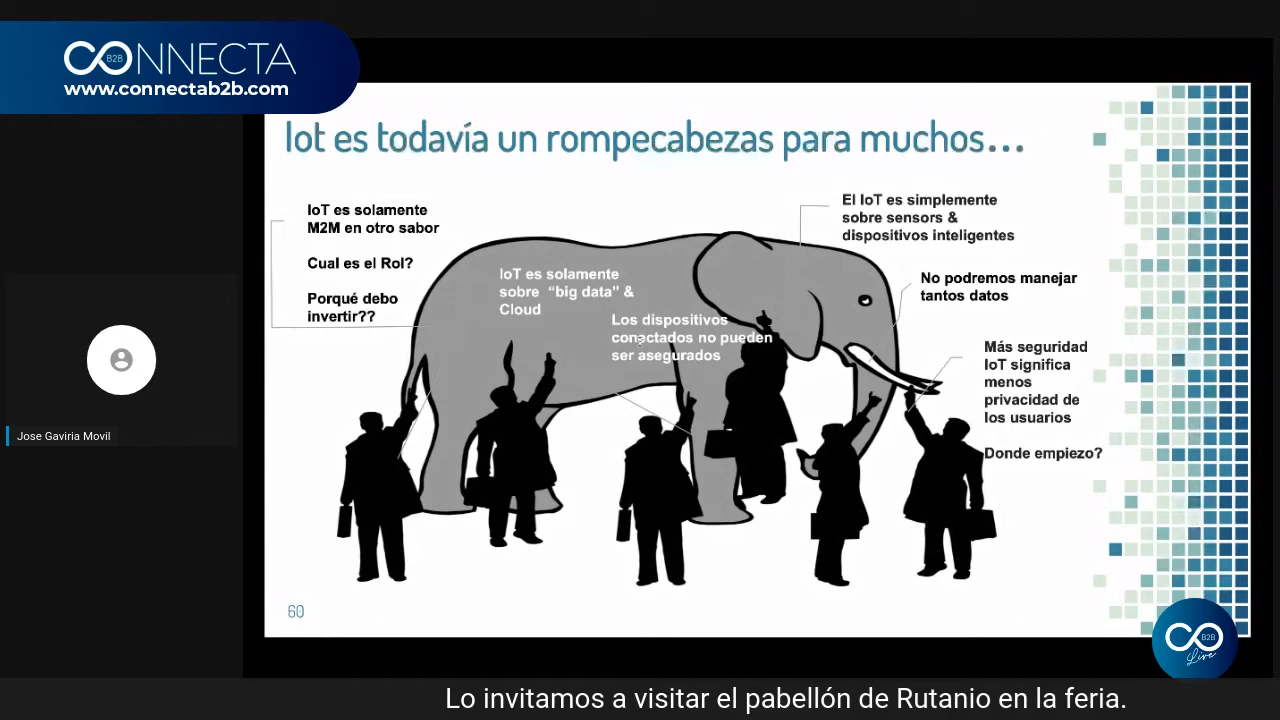 CONNECTA
B2B
www.connectab2b.com
Iot es todavía un rompecabezas para muchos...
IoT es solamente
M2M en otro sabor
Cual es el Rol?
Porqué debo
invertir??
IoT es solamente
sobre “big data” &
Cloud
Los dispositivos
conectados no pueden
ser asegurados
El IoT es simplemente
sobre sensors &
dispositivos inteligentes
No podremos manejar
tantos datos
Más seguridad
IoT significa
menos
privacidad de
los usuarios
Donde empiezo?
Jose Gaviria Movil
60
CO B2B
Live
Lo invitamos a visitar el pabellón de Rutanio en la feria.